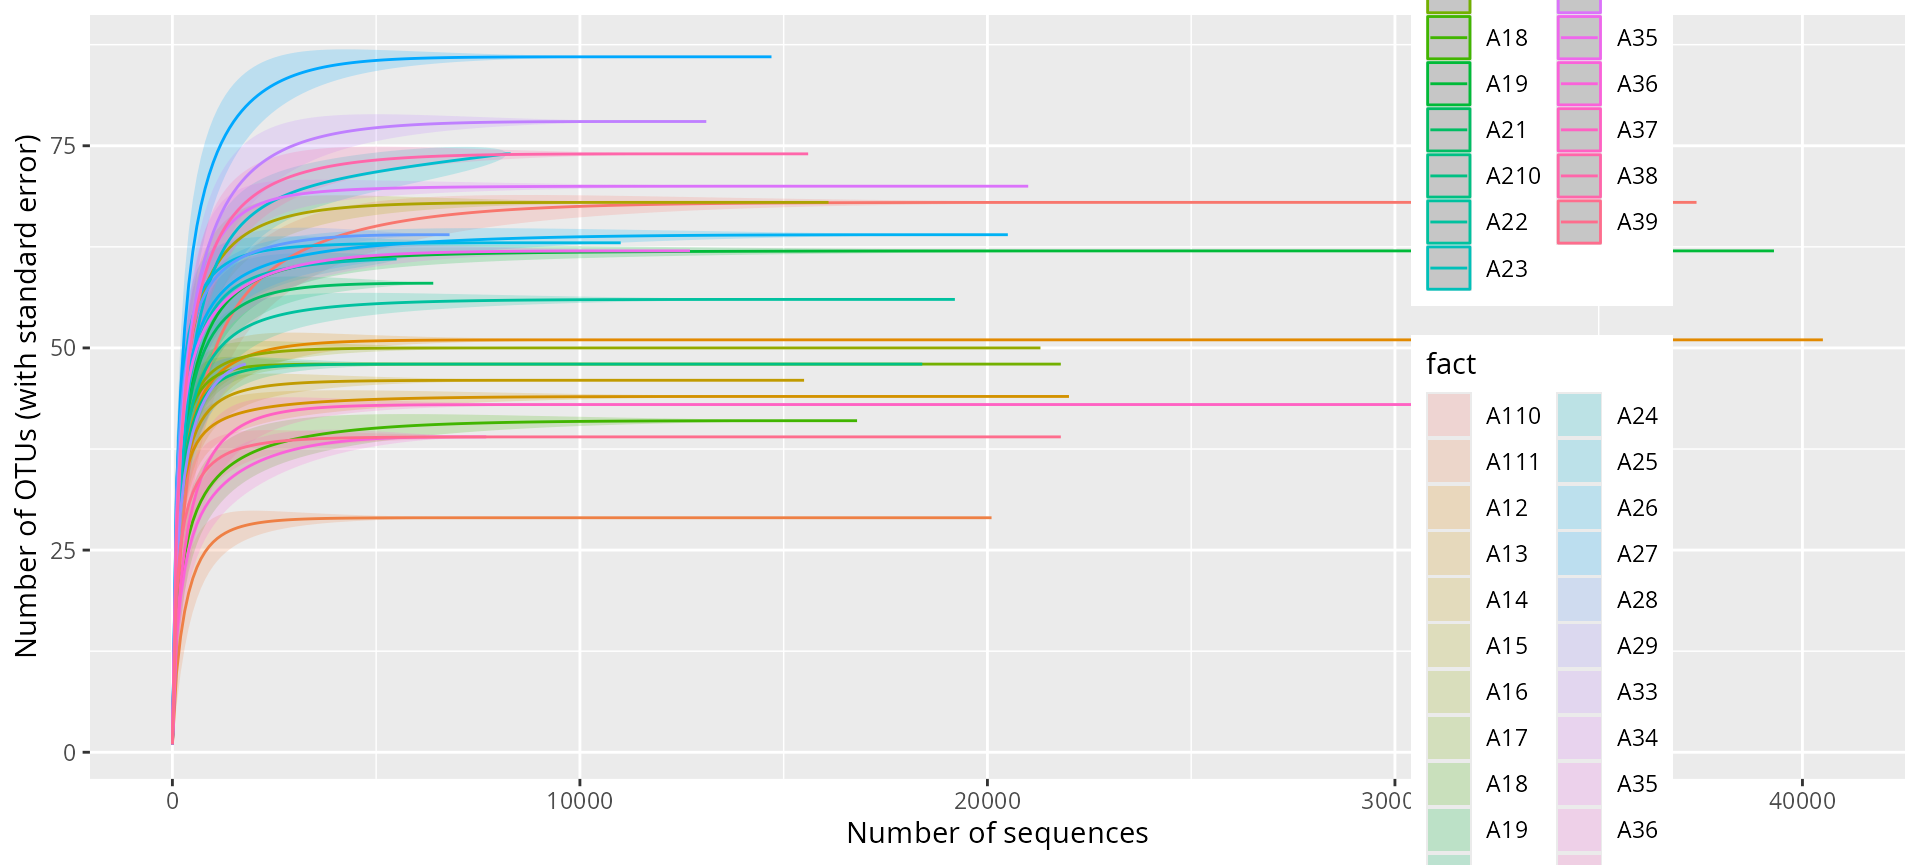 Number of OTUs (with standard error)
75
50
25
0
0
10000
20000
3000
40000
Number of sequences
A18
A19
A21
A210
A22
A23
A35
A36
A37
A38
A39
fact
A110
A111
A12
A13
A14
A15
A16
A17
A18
A19
A24
A25
A26
A27
A28
A29
A33
A34
A35
A36